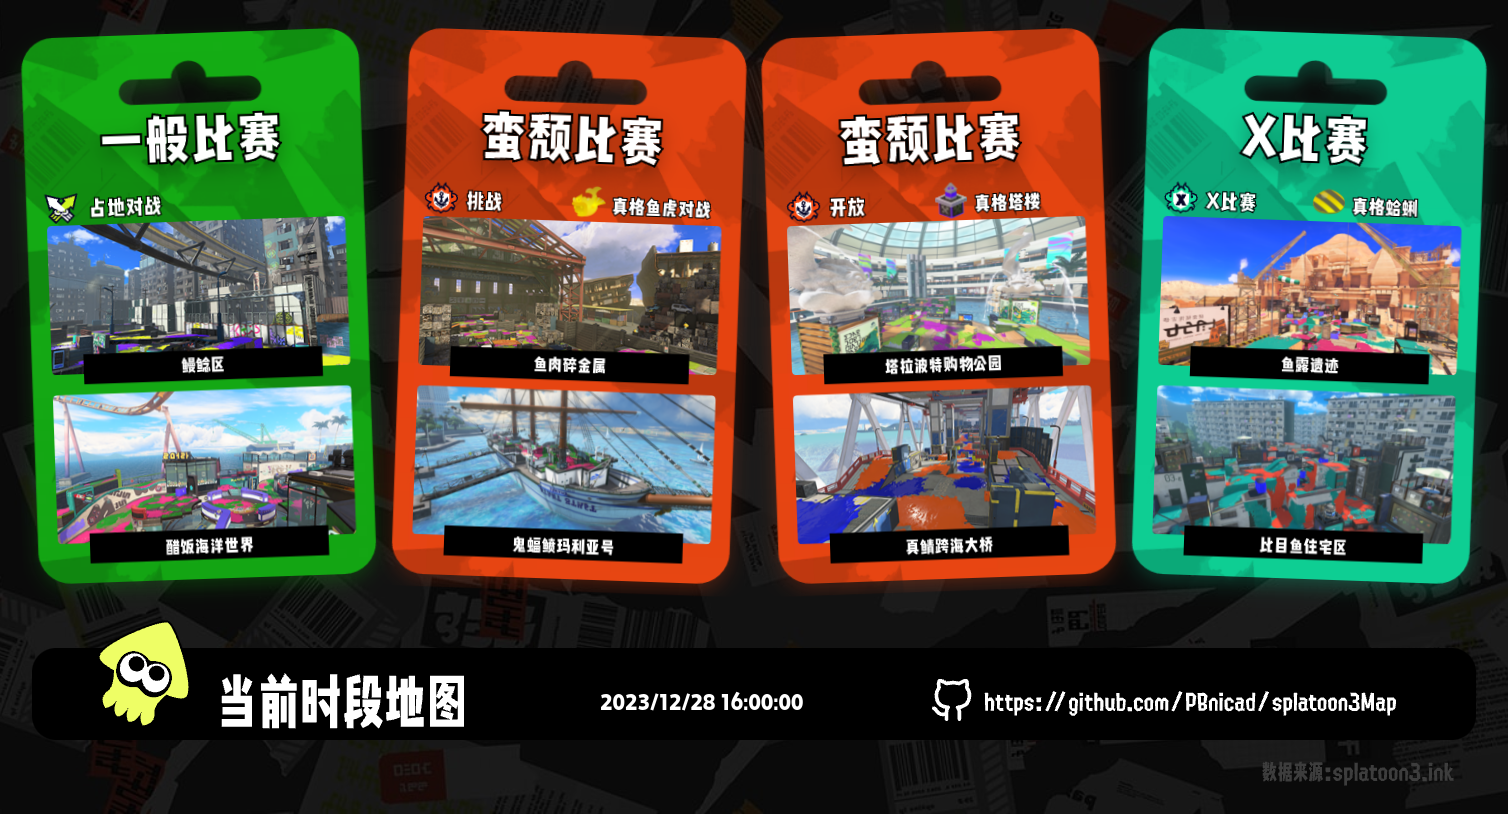 一般比赛
占地对战
鳗鲶区
醋饭海洋世界
蛮颓比赛
挑战
真格鱼虎对战
鱼肉碎金属
鬼蝠鲼玛利亚号
蛮颓比赛
开放
真格塔楼
塔拉波特购物公园
真鲭跨海大桥
X比赛
X比赛
真格蛤蜊
鱼露遗迹
比目鱼住宅区
当前时段地图
2023/12/28 16:00:00
https://github.com/PBnicad/splatoon3Map
数据来源:splatoon3.ink